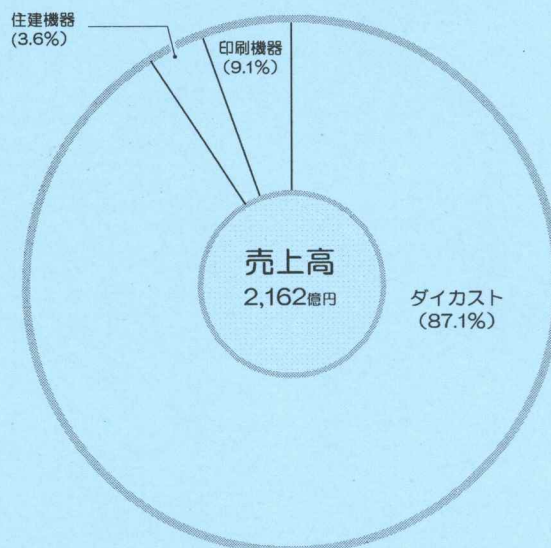 住建機器
(3.6%)
印刷機器
(9.1%)
売上高
2,162億円
ダイカスト
(87.1%)